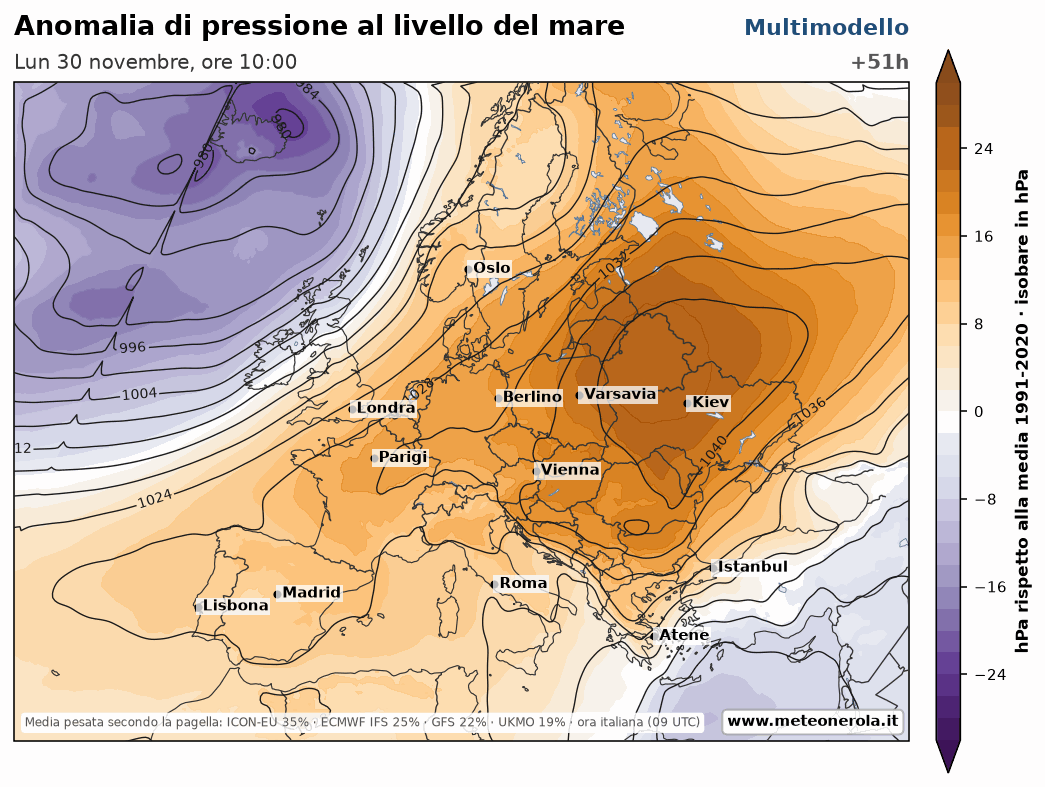 Anomalia di pressione al livello del mare
Multimodello
Lun 30 novembre, ore 10:00
+51h
984
980
980
Oslo
1032
996
1004
1028
Londra
Berlino
Varsavia
Kiev
1036
12
Parigi
Vienna
1040
1024
Lisbona
Madrid
Roma
Istanbul
Atene
Media pesata secondo la pagella: ICON-EU 35% · ECMWF IFS 25% · GFS 22% · UKMO 19% · ora italiana (09 UTC)
www.meteonerola.it
24
16
8
0
−8
−16
−24
hPa rispetto alla media 1991-2020 · isobare in hPa